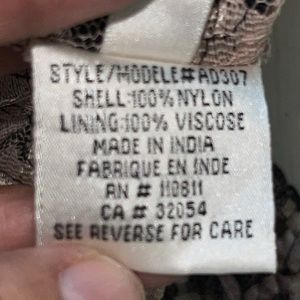 STYLE/MODELE#AD307
SHELL:100% NYLON
LINING:100% VISCOSE
MADE IN INDIA
FABRIQUE EN INDE
RN # 110811
CA # 32054
SEE REVERSE FOR CARE